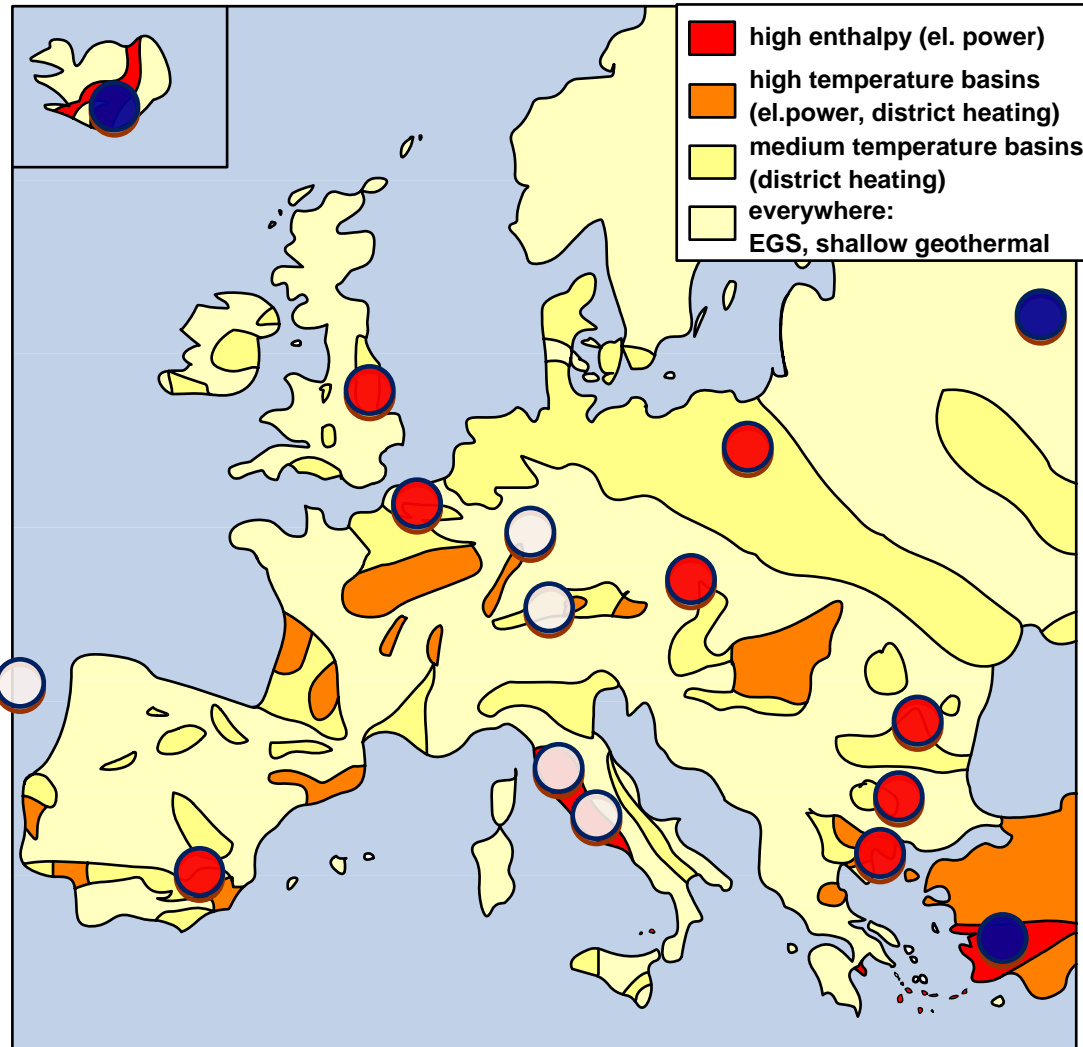 high enthalpy (el. power)
high temperature basins
(el.power, district heating)
medium temperature basins
(district heating)
everywhere:
EGS, shallow geothermal